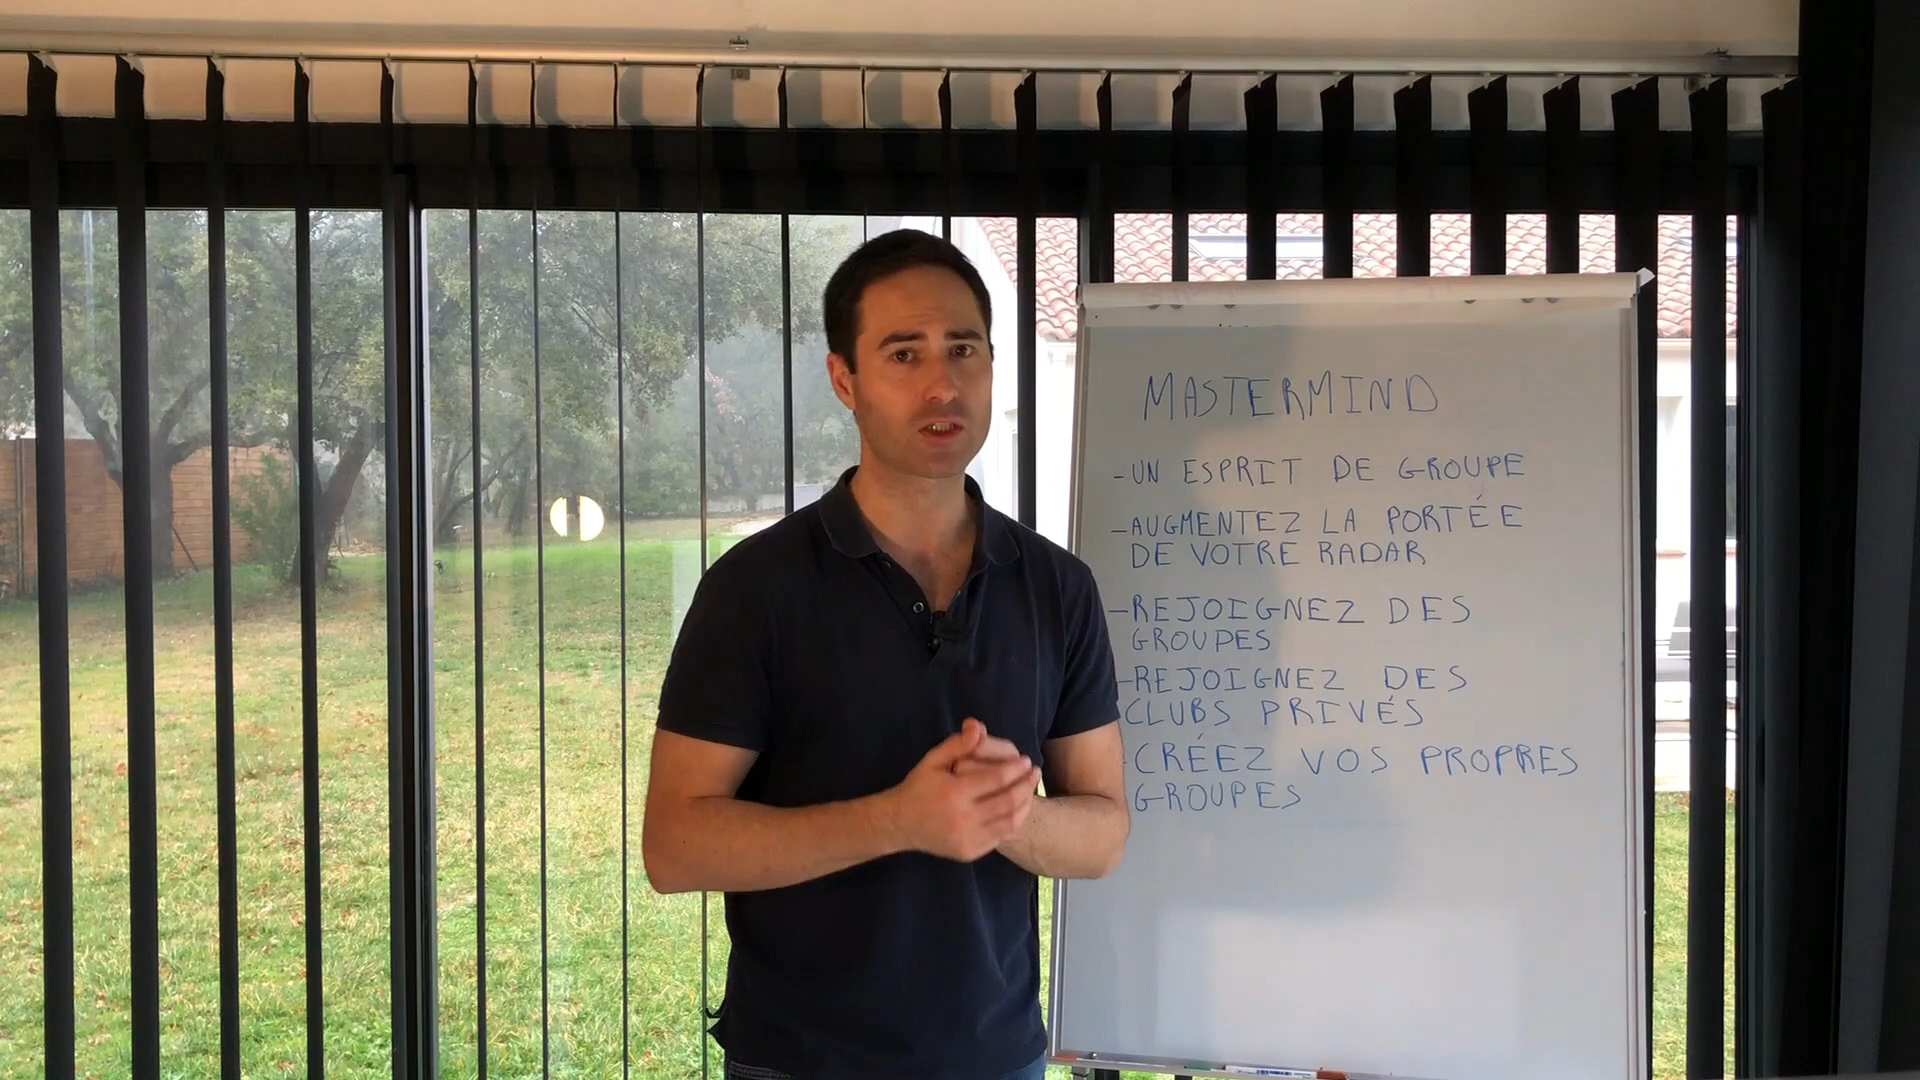 MASTERMIND
-UN ESPRIT DE GROUPE
-AUGMENTEZ LA PORTÉE
DE VOTRE RADAR
-REJOIGNEZ DES
GROUPES
-REJOIGNEZ DES
CLUBS PRIVÉS
-CRÉEZ VOS PROPRES
GROUPES